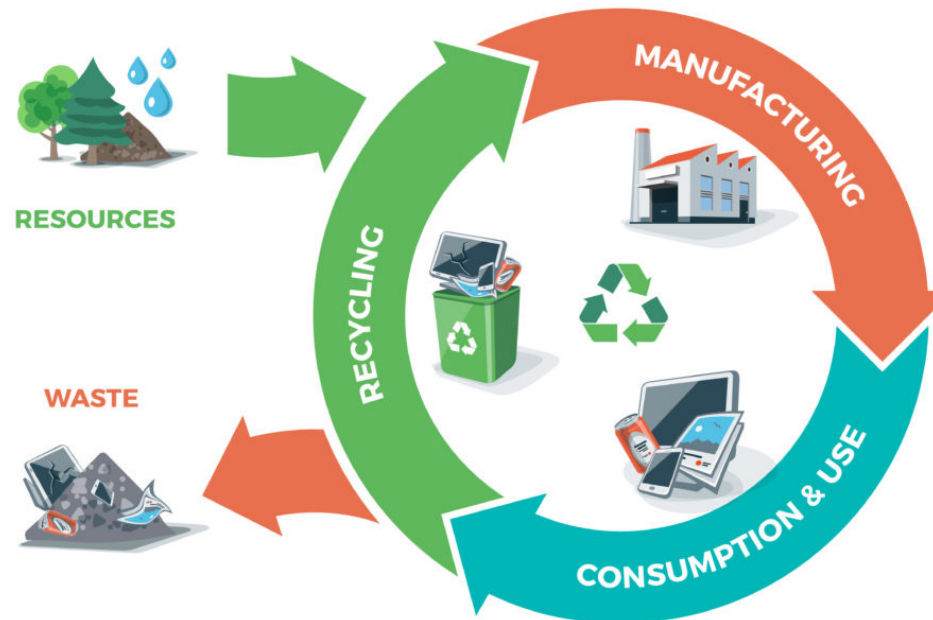 RESOURCES
WASTE
RECYCLING
MANUFACTURING
CONSUMPTION & USE